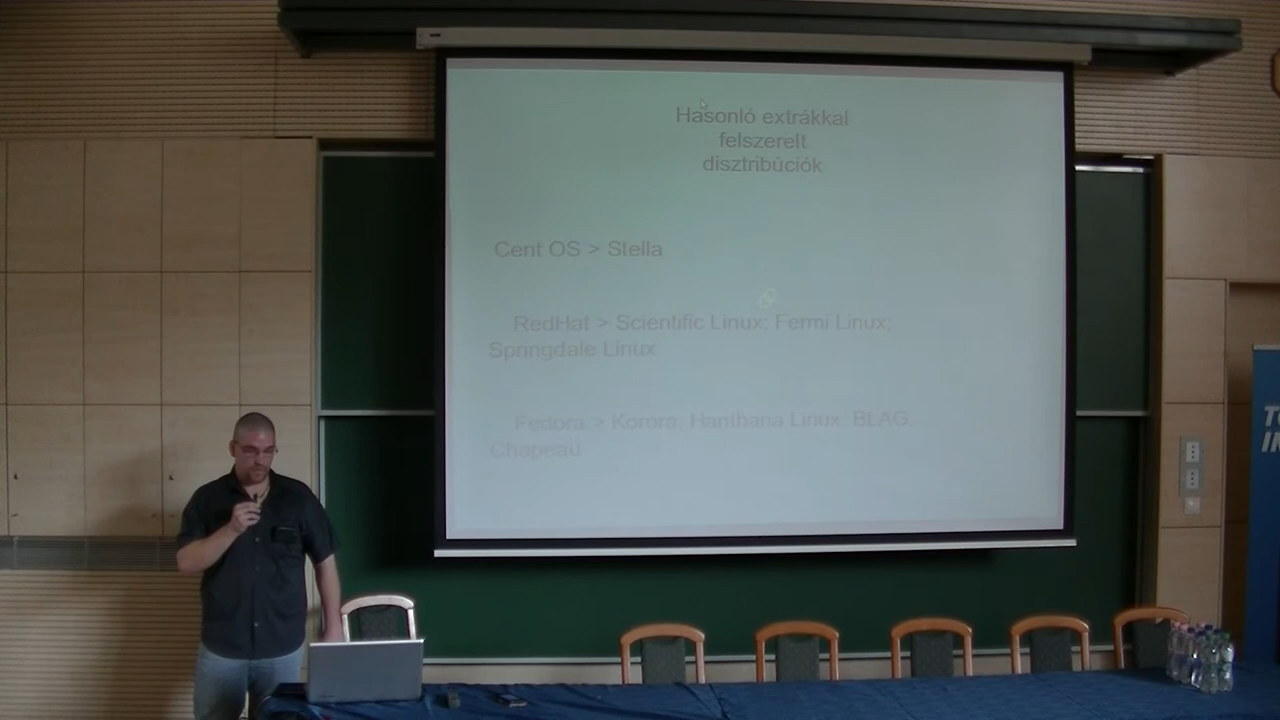 Hasonló extrákkal
felszerelt
disztribúciók
Cent OS > Stella
RedHat > Scientific Linux; Fermi Linux;
Springdale Linux
Fedora > Korora, Hanthana Linux, BLAG,
Chapeau